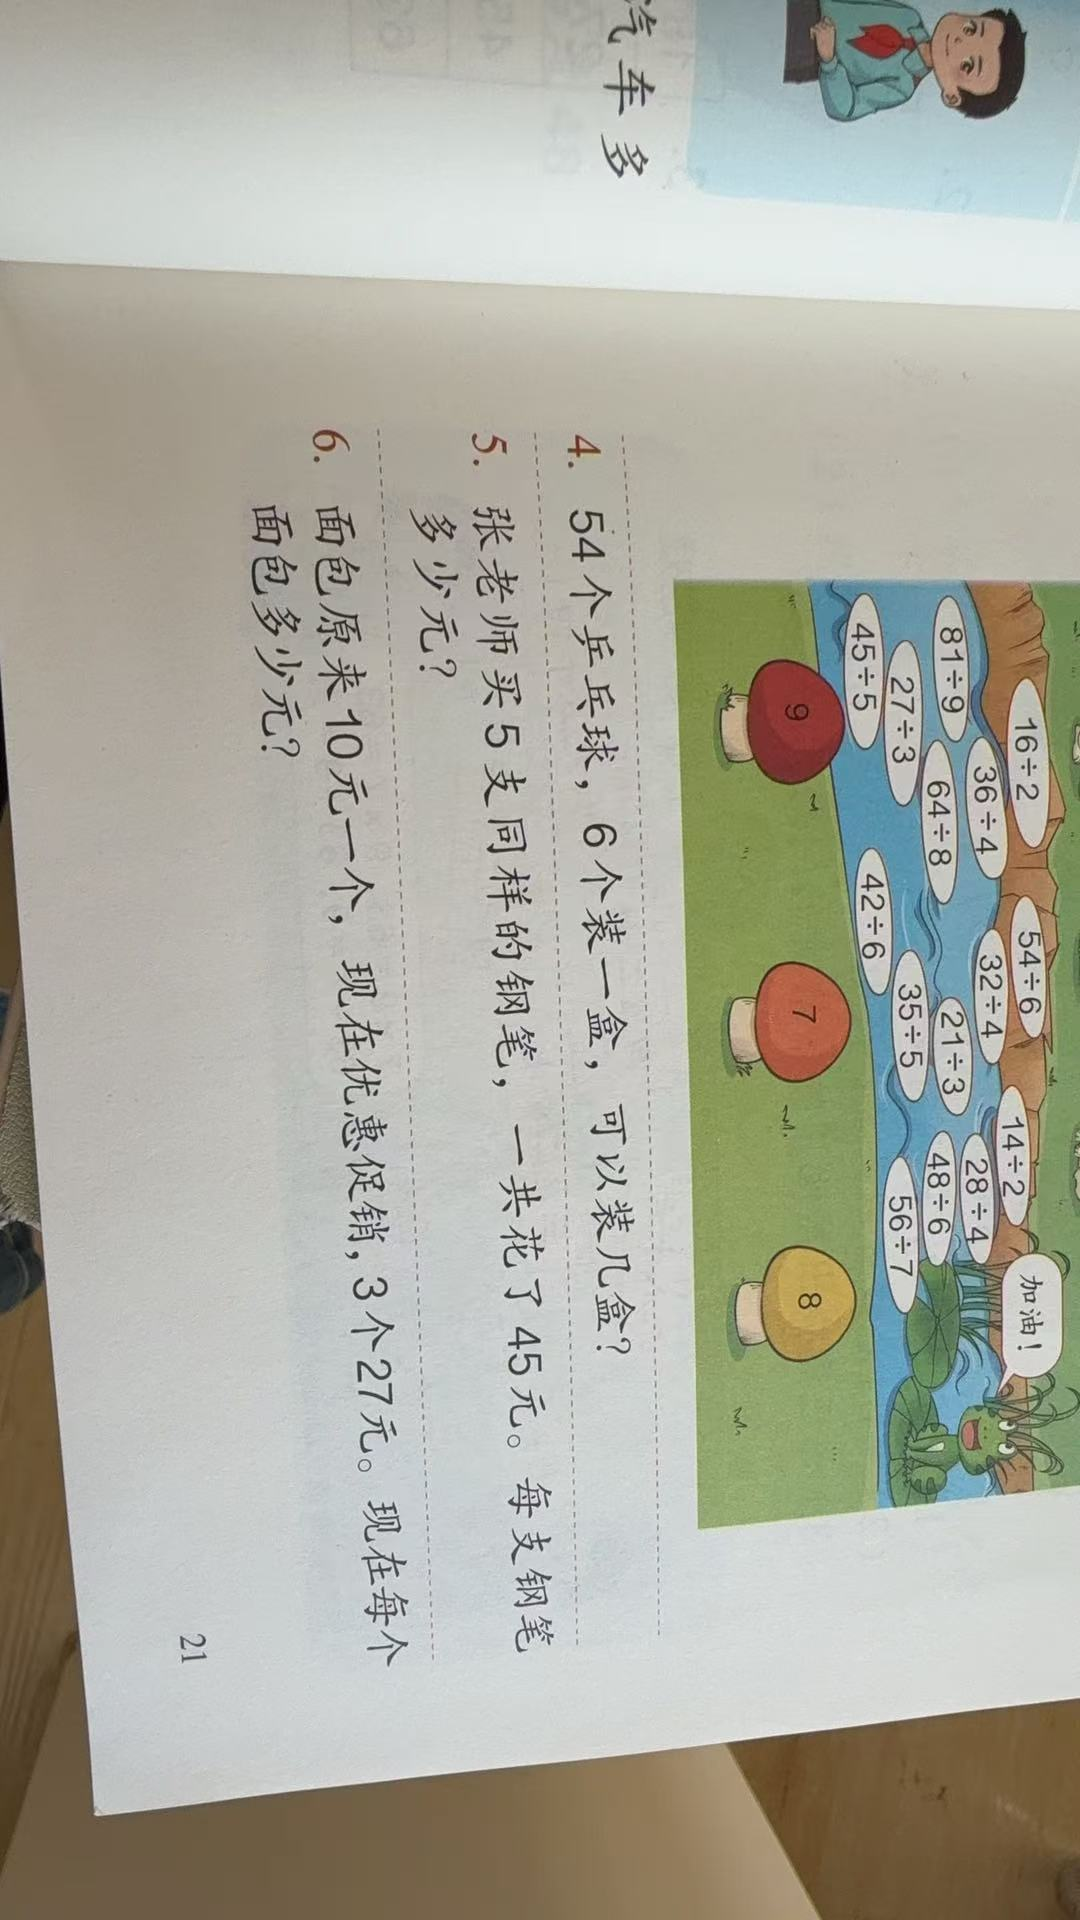 汽车多
加油！
16÷2
54÷6
14÷2
36÷4
32÷4
28÷4
81÷9
64÷8
21÷3
48÷6
27÷3
35÷5
56÷7
45÷5
42÷6
9
7
8
4. 54个乒乓球，6个装一盒，可以装几盒？
5. 张老师买5支同样的钢笔，一共花了45元。每支钢笔
多少元？
6. 面包原来10元一个，现在优惠促销，3个27元。现在每个
面包多少元？
21